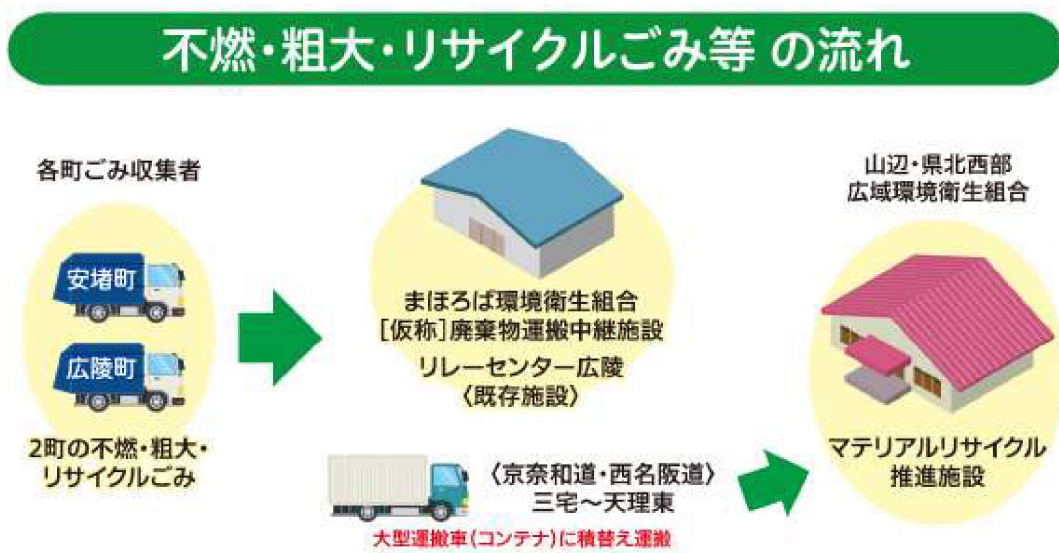 不燃・粗大・リサイクルごみ等 の流れ
各町ごみ収集者
安堵町
広陵町
2町の不燃・粗大・
リサイクルごみ
まほろば環境衛生組合
[仮称]廃棄物運搬中継施設
リレーセンター広陵
〈既存施設〉
〈京奈和道・西名阪道〉
三宅～天理東
大型運搬車(コンテナ)に積替え運搬
山辺・県北西部
広域環境衛生組合
マテリアルリサイクル
推進施設